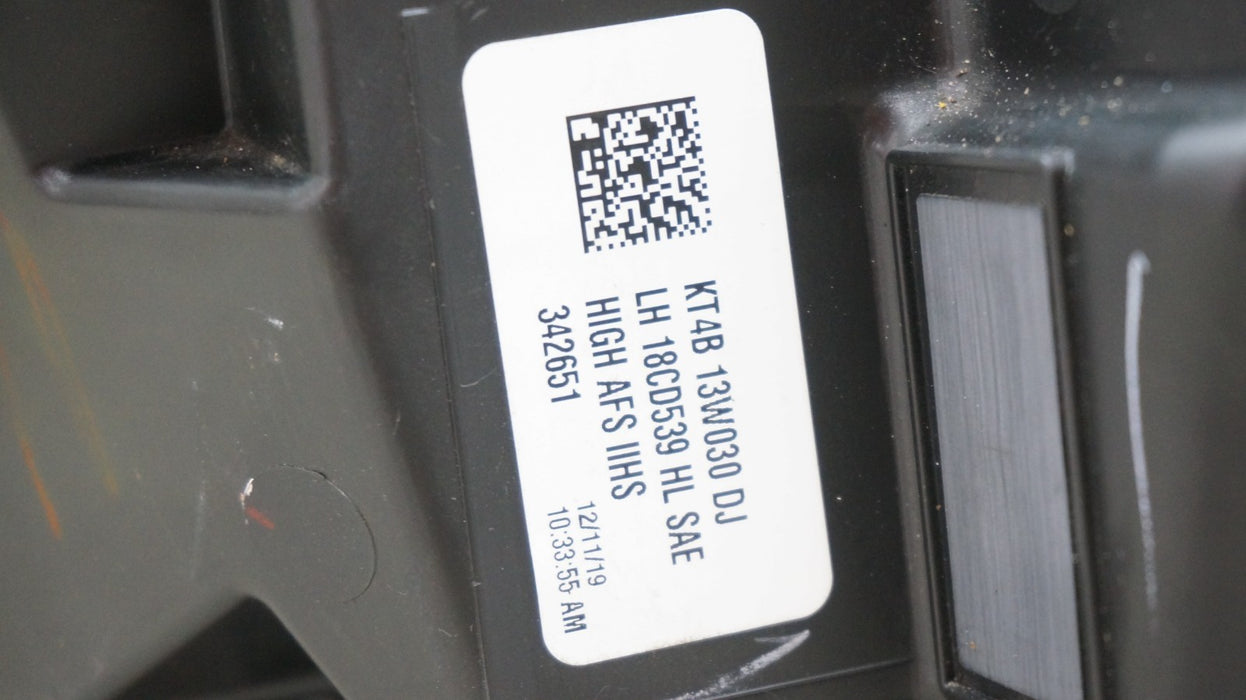 KT4B 13W030 DJ
LH 18CD539 HL SAE
HIGH AFS IIHS
342651
12/11/19
10:33:55 AM